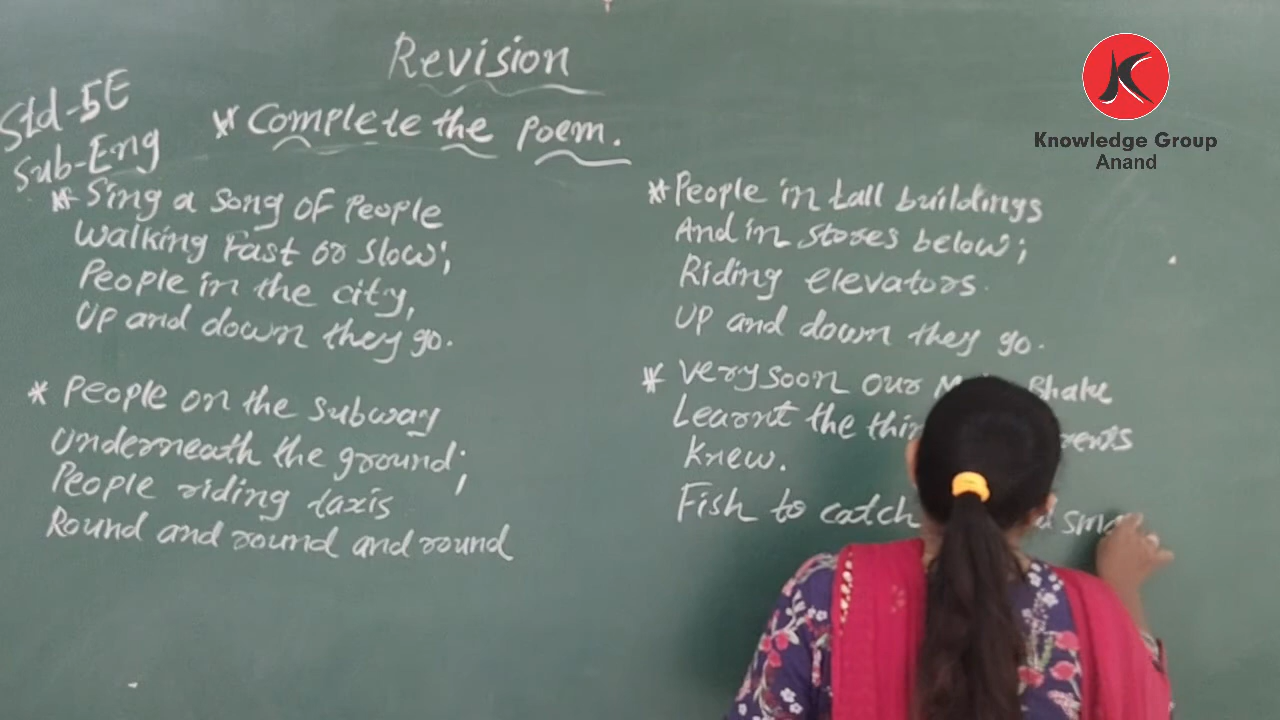 Revision
Std-5E
Sub-Eng
* Complete the poem.
* Sing a song of People
Walking Fast or slow;
People in the city,
Up and down they go.
* People on the subway
Underneath the ground;
People riding taxis
Round and round and round
* People in tall buildings
And in stores below;
Riding elevators.
Up and down they go.
* Very soon our
Learnt the
Knew.
Fish to catch
Knowledge Group
Anand